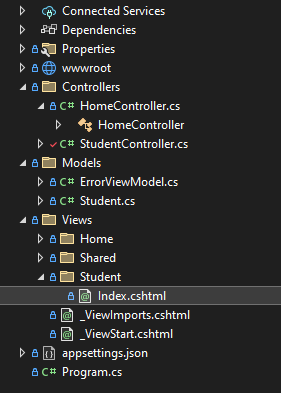 Connected Services
Dependencies
Properties
wwwroot
Controllers
C# HomeController.cs
HomeController
C# StudentController.cs
Models
C# ErrorViewModel.cs
C# Student.cs
Views
Home
Shared
Student
Index.cshtml
_ViewImports.cshtml
_ViewStart.cshtml
appsettings.json
C# Program.cs